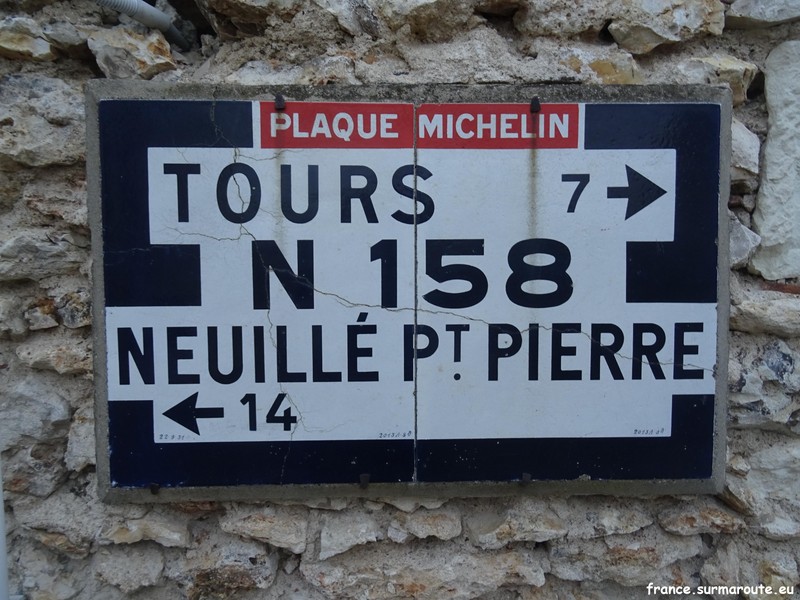 PLAQUE MICHELIN
TOURS 7 →
N 158
NEUILLÉ PT PIERRE
← 14
france.surmaroute.eu